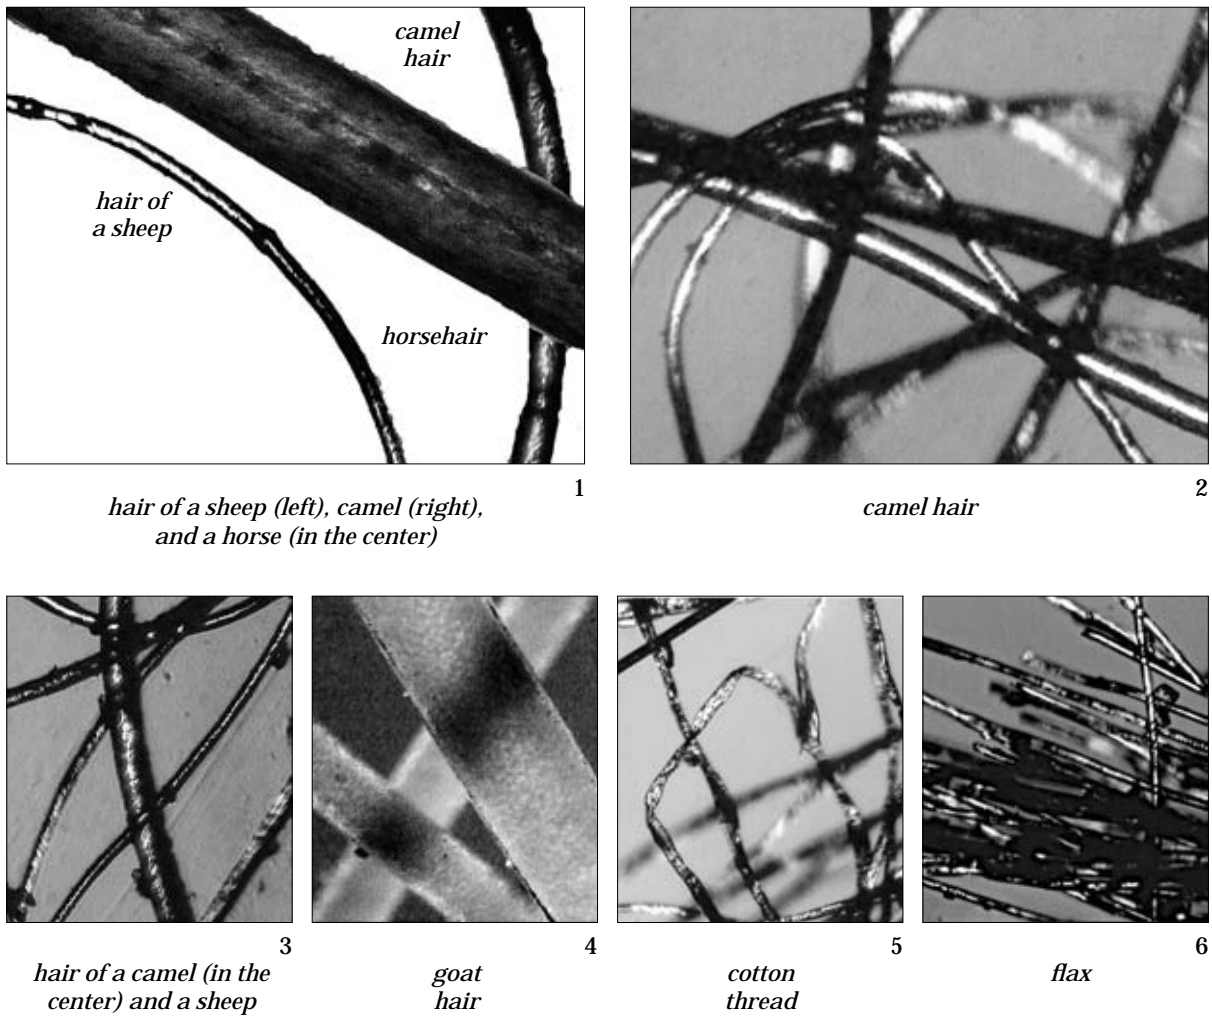 camel
hair
hair of
a sheep
horsehair
1
hair of a sheep (left), camel (right),
and a horse (in the center)
2
camel hair
3
hair of a camel (in the
center) and a sheep
4
goat
hair
5
cotton
thread
6
flax